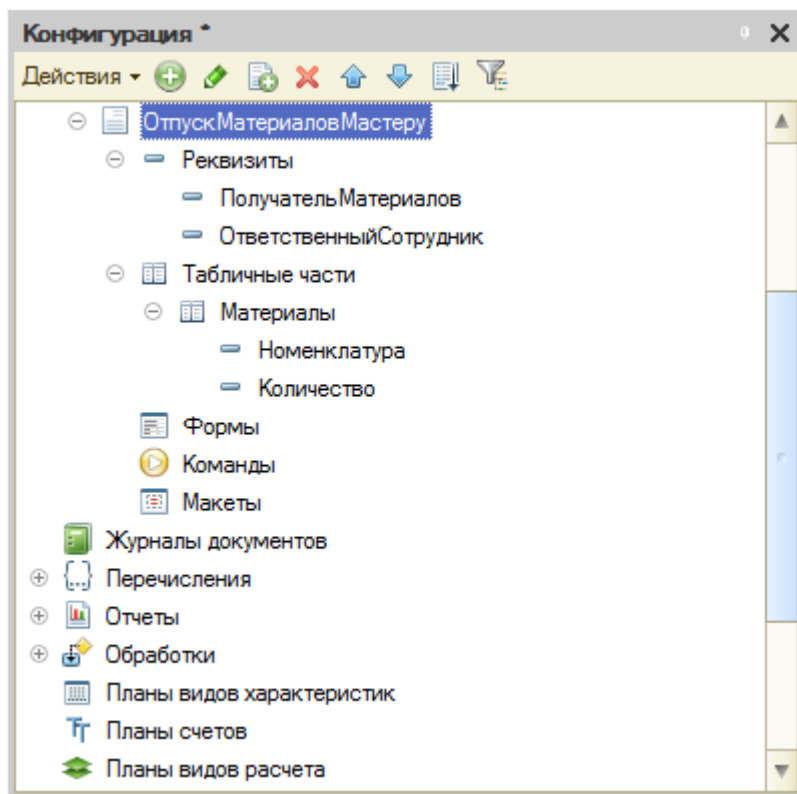 Конфигурация *
Действия
ОтпускМатериаловМастеру
Реквизиты
ПолучательМатериалов
ОтветственныйСотрудник
Табличные части
Материалы
Номенклатура
Количество
Формы
Команды
Макеты
Журналы документов
Перечисления
Отчеты
Обработки
Планы видов характеристик
Планы счетов
Планы видов расчета